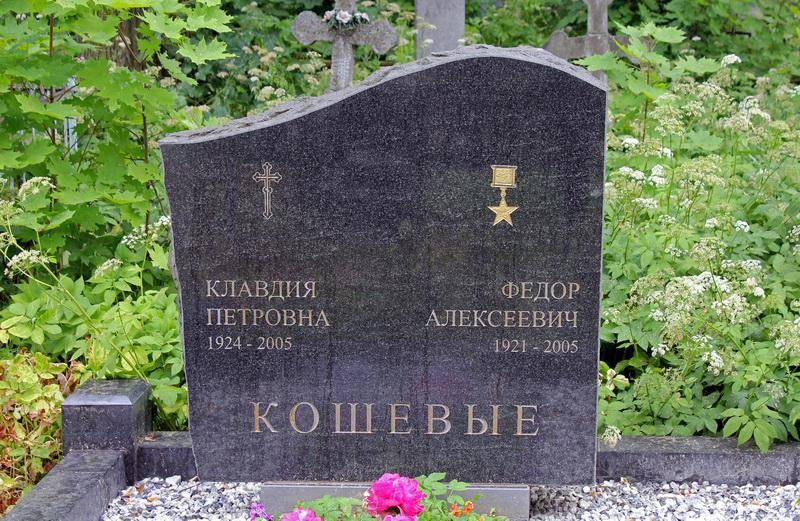 КЛАВДИЯ
ПЕТРОВНА
1924 - 2005
ФЕДОР
АЛЕКСЕЕВИЧ
1921 - 2005
КОШЕВЫЕ